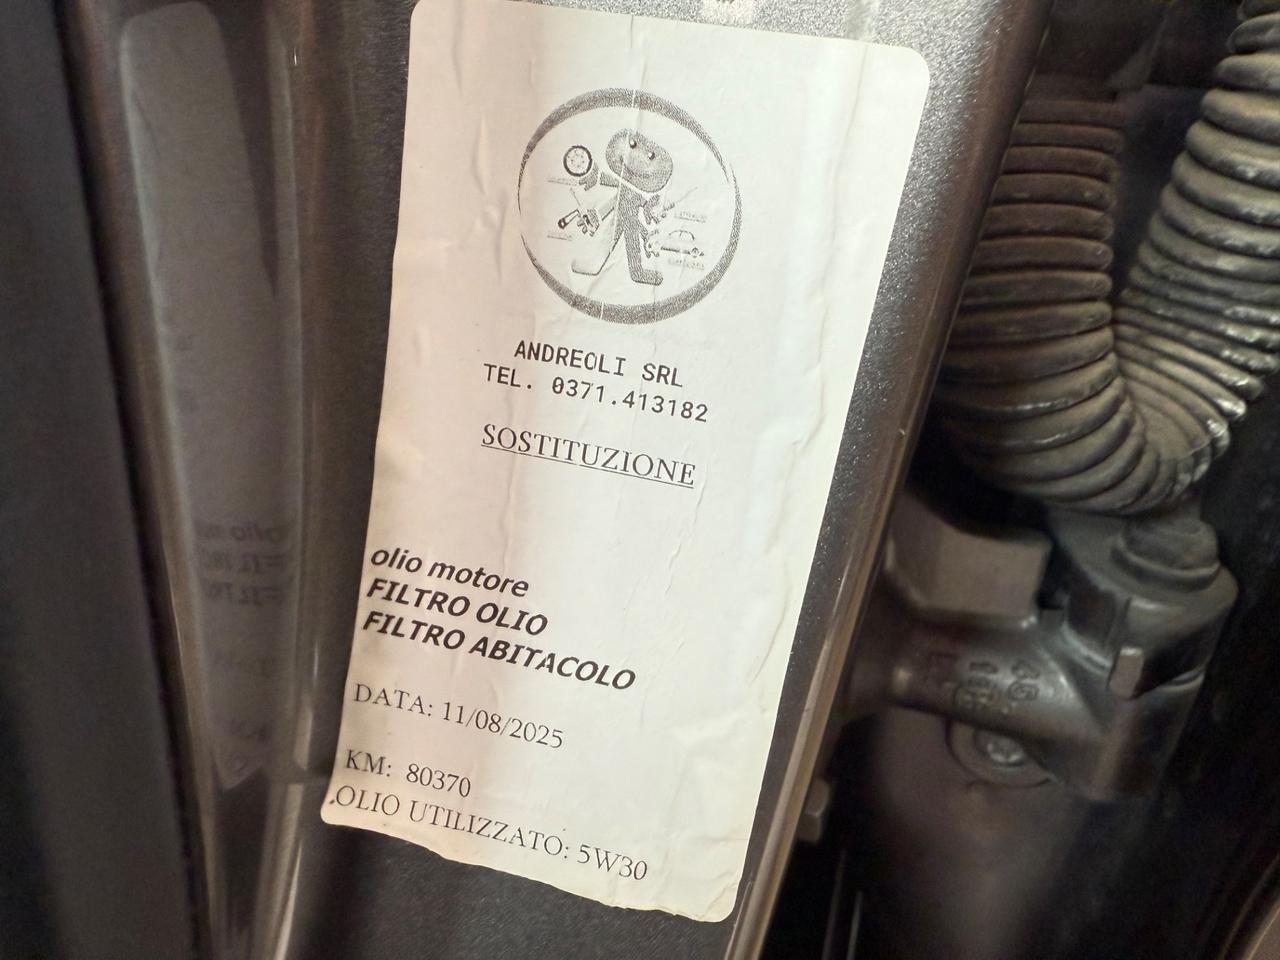 ANDREOLI SRL
TEL. 0371.413182
SOSTITUZIONE
olio motore
FILTRO OLIO
FILTRO ABITACOLO
DATA: 11/08/2025
KM: 80370
.OLIO UTILIZZATO: 5W30